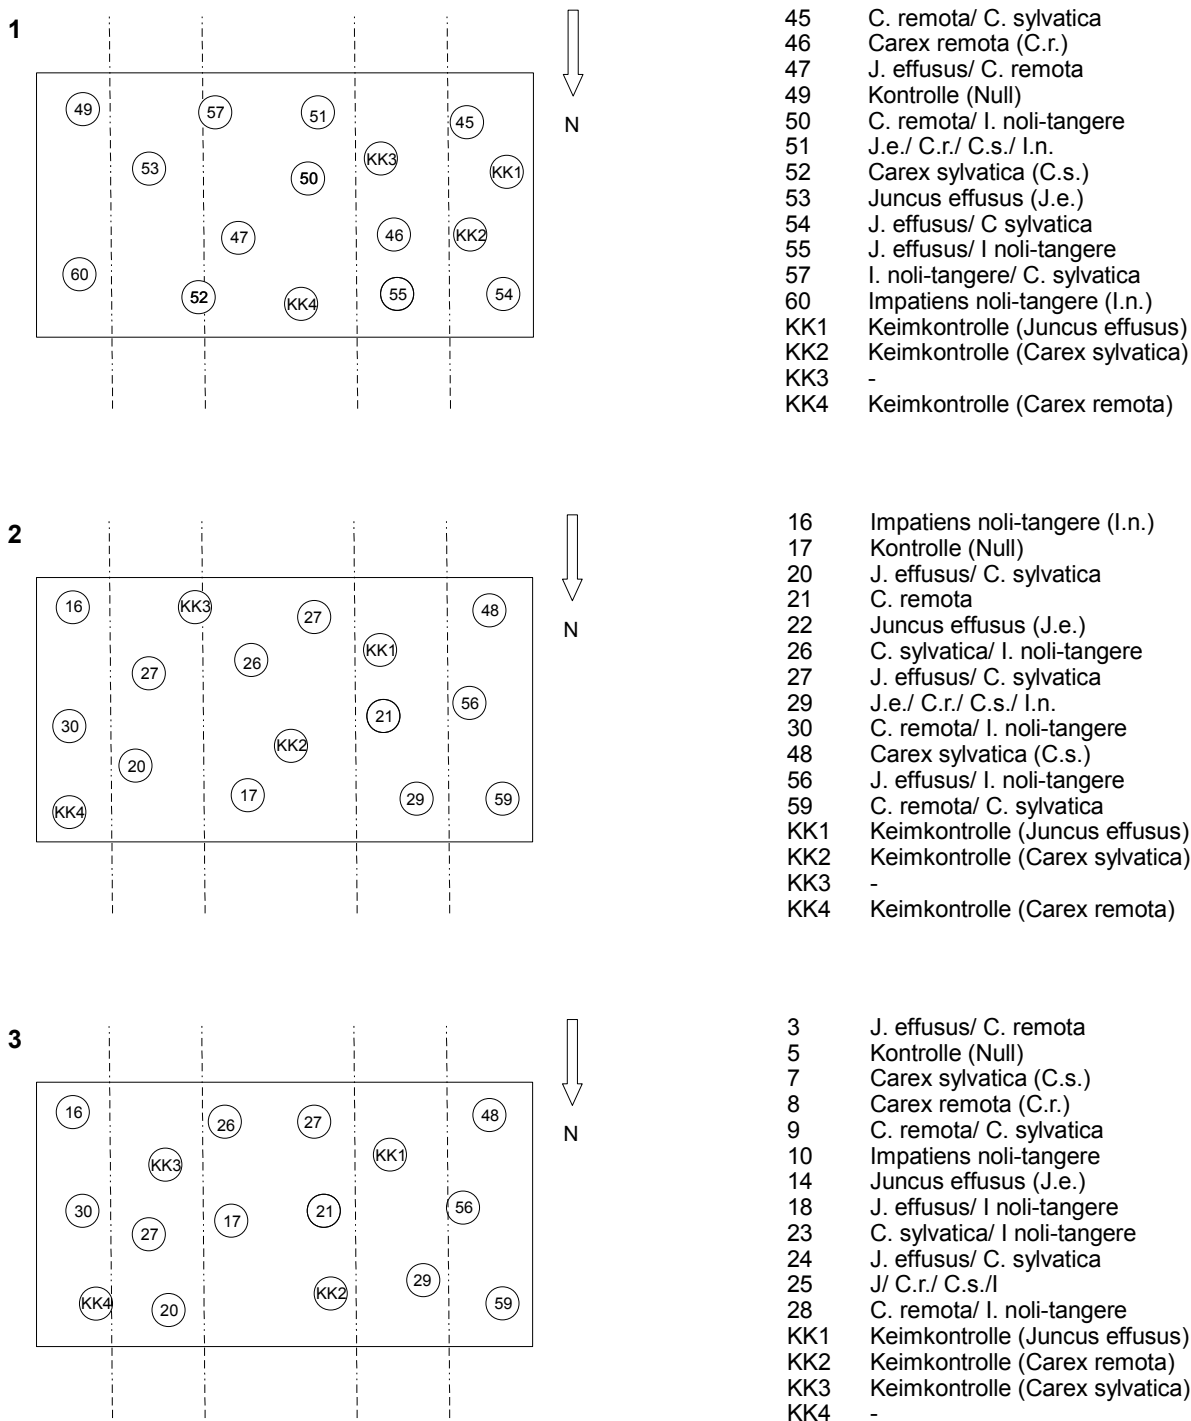 1
N
49
57
51
45
53
50
KK3
KK1
47
46
KK2
60
52
KK4
55
54
45 C. remota/ C. sylvatica
46 Carex remota (C.r.)
47 J. effusus/ C. remota
49 Kontrolle (Null)
50 C. remota/ I. noli-tangere
51 J.e./ C.r./ C.s./ I.n.
52 Carex sylvatica (C.s.)
53 Juncus effusus (J.e.)
54 J. effusus/ C sylvatica
55 J. effusus/ I noli-tangere
57 I. noli-tangere/ C. sylvatica
60 Impatiens noli-tangere (I.n.)
KK1 Keimkontrolle (Juncus effusus)
KK2 Keimkontrolle (Carex sylvatica)
KK3 -
KK4 Keimkontrolle (Carex remota)
2
N
16
KK3
27
48
27
26
KK1
30
21
56
20
KK2
KK4
17
29
59
16 Impatiens noli-tangere (I.n.)
17 Kontrolle (Null)
20 J. effusus/ C. sylvatica
21 C. remota
22 Juncus effusus (J.e.)
26 C. sylvatica/ I. noli-tangere
27 J. effusus/ C. sylvatica
29 J.e./ C.r./ C.s./ I.n.
30 C. remota/ I. noli-tangere
48 Carex sylvatica (C.s.)
56 J. effusus/ I. noli-tangere
59 C. remota/ C. sylvatica
KK1 Keimkontrolle (Juncus effusus)
KK2 Keimkontrolle (Carex sylvatica)
KK3 -
KK4 Keimkontrolle (Carex remota)
3
N
16
26
27
48
KK3
KK1
30
27
17
21
56
KK4
20
KK2
29
59
3 J. effusus/ C. remota
5 Kontrolle (Null)
7 Carex sylvatica (C.s.)
8 Carex remota (C.r.)
9 C. remota/ C. sylvatica
10 Impatiens noli-tangere
14 Juncus effusus (J.e.)
18 J. effusus/ I noli-tangere
23 C. sylvatica/ I noli-tangere
24 J. effusus/ C. sylvatica
25 J/ C.r./ C.s./I
28 C. remota/ I. noli-tangere
KK1 Keimkontrolle (Juncus effusus)
KK2 Keimkontrolle (Carex remota)
KK3 Keimkontrolle (Carex sylvatica)
KK4 -